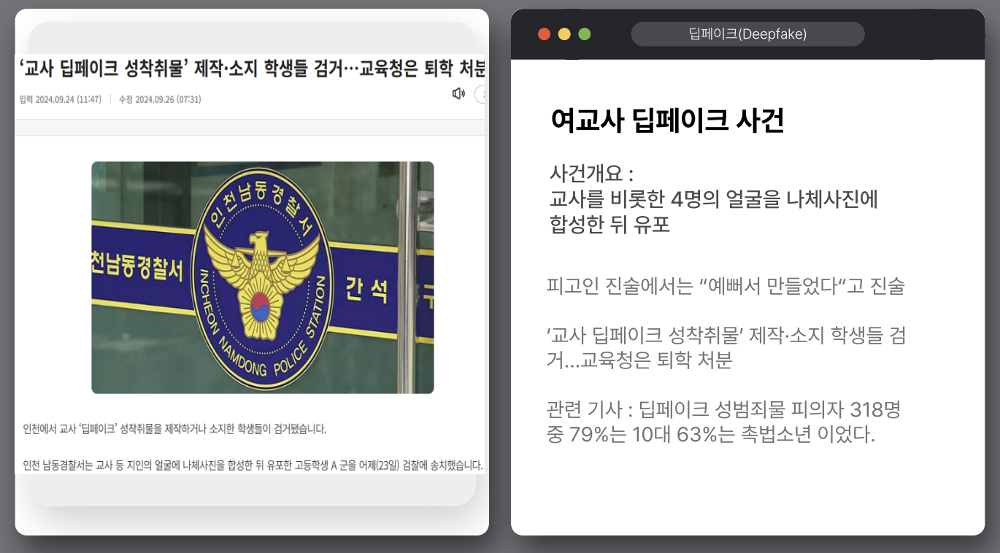 ‘교사 딥페이크 성착취물’ 제작·소지 학생들 검거…교육청은 퇴학 처분
입력 2024.09.24 (11:47) | 수정 2024.09.26 (07:31)
인천남동경찰서
천남동경찰서
간석
INCHEON NAMDONG POLICE STATION
인천에서 교사 ‘딥페이크’ 성착취물을 제작하거나 소지한 학생들이 검거됐습니다.
인천 남동경찰서는 교사 등 지인의 얼굴에 나체사진을 합성한 뒤 유포한 고등학생 A 군을 어제(23일) 검찰에 송치했습니다.
딥페이크(Deepfake)
여교사 딥페이크 사건
사건개요 :
교사를 비롯한 4명의 얼굴을 나체사진에
합성한 뒤 유포
피고인 진술에서는 “예뻐서 만들었다“고 진술
‘교사 딥페이크 성착취물’ 제작·소지 학생들 검
거...교육청은 퇴학 처분
관련 기사 : 딥페이크 성범죄물 피의자 318명
중 79%는 10대 63%는 촉법소년 이었다.